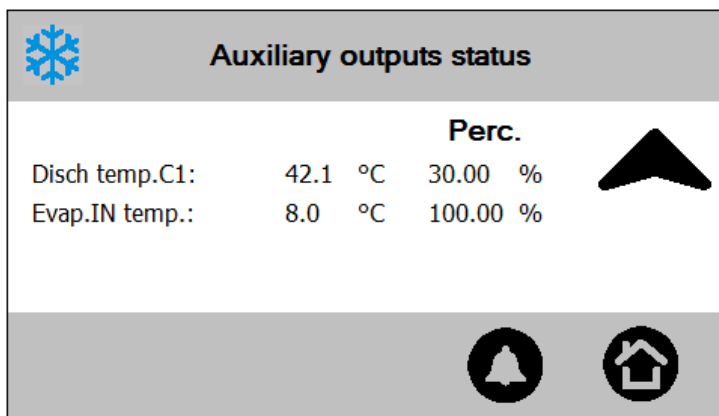 Auxiliary outputs status
Perc.
Disch temp.C1: 42.1 °C 30.00 %
Evap.IN temp.: 8.0 °C 100.00 %